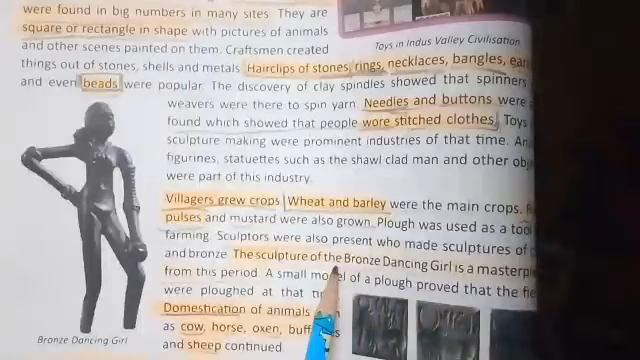 were found in big numbers in many sites. They are
square or rectangle in shape with pictures of animals
and other scenes painted on them. Craftsmen created
Toys in Indus Valley Civilisation
things out of stones, shells and metals. Hairclips of stones, rings, necklaces, bangles,
and even beads were popular. The discovery of clay spindles showed that spinners
weavers were there to spin yarn. Needles and buttons were
found which showed that people wore stitched clothes. Toys
sculpture making were prominent industries of that time.
figurines, statuettes such as the shawl clad man and other
were part of this industry.
Villagers grew crops. Wheat and barley were the main crops.
pulses and mustard were also grown. Plough was used as a tool
farming. Sculptors were also present who made sculptures of
and bronze. The sculpture of the Bronze Dancing Girl is a
from this period. A small model of a plough proved that the
were ploughed at that
Domestication of animals
as cow, horse, oxen,
and sheep continued.
Bronze Dancing Girl